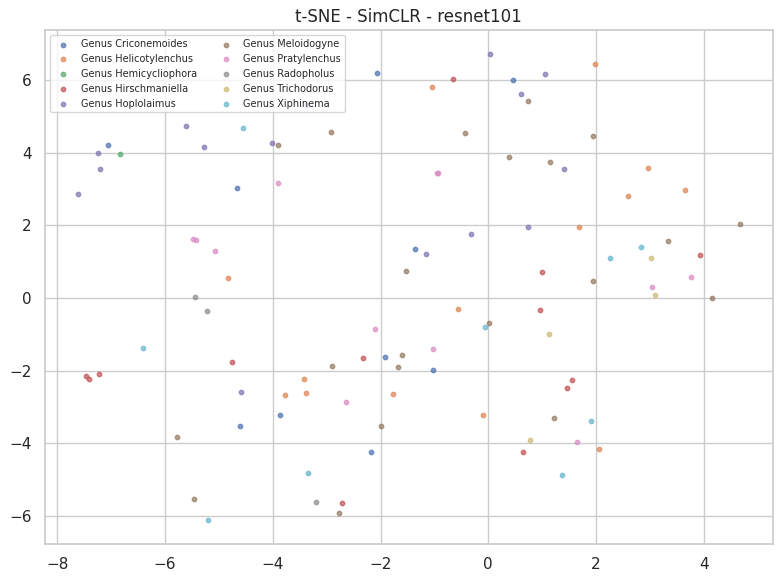 t-SNE - SimCLR - resnet101
Genus Criconemoides
Genus Helicotylenchus
Genus Hemicycliophora
Genus Hirschmaniella
Genus Hoplolaimus
Genus Meloidogyne
Genus Pratylenchus
Genus Radopholus
Genus Trichodorus
Genus Xiphinema
6
4
2
0
−2
−4
−6
−8 −6 −4 −2 0 2 4